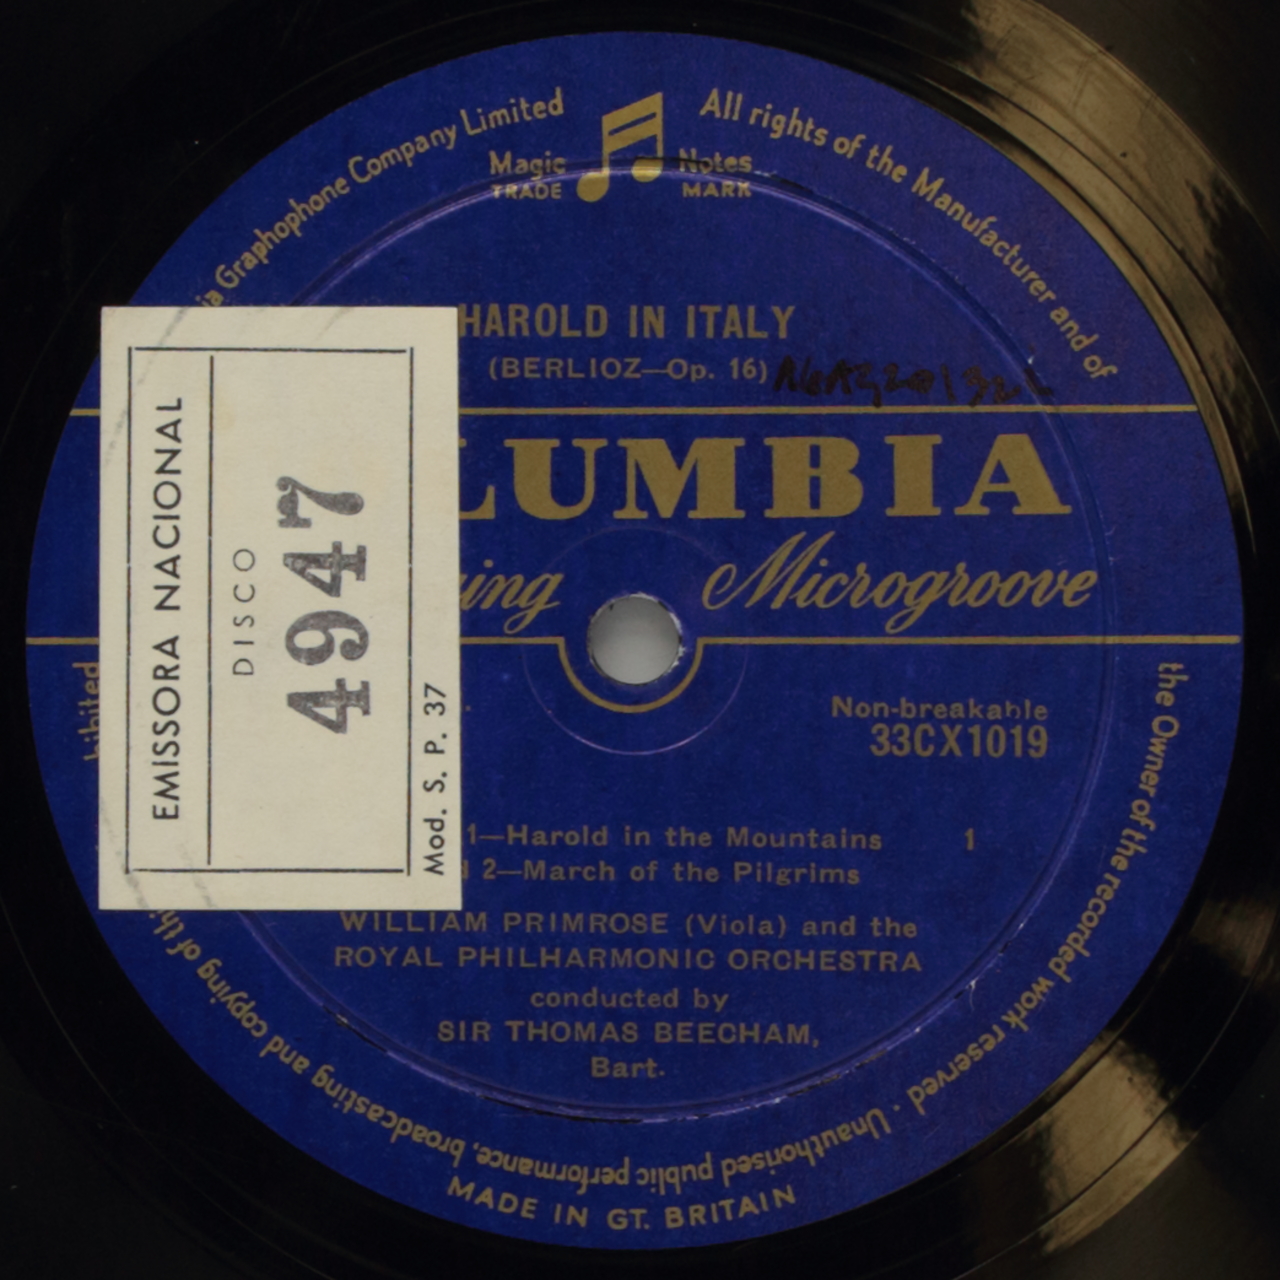 Graphophone Company Limited
All rights of the Manufacturer and of
the Owner of the recorded work reserved · Unauthorised public performance, broadcasting and copying of
Magic Notes
TRADE MARK
HAROLD IN ITALY
(BERLIOZ—Op. 16)
LUMBIA
Microgroove
Non-breakable
33CX1019
1—Harold in the Mountains 1
2—March of the Pilgrims
WILLIAM PRIMROSE (Viola) and the
ROYAL PHILHARMONIC ORCHESTRA
conducted by
SIR THOMAS BEECHAM,
Bart.
MADE IN GT. BRITAIN
EMISSORA NACIONAL
DISCO
4947
Mod. S. P. 37